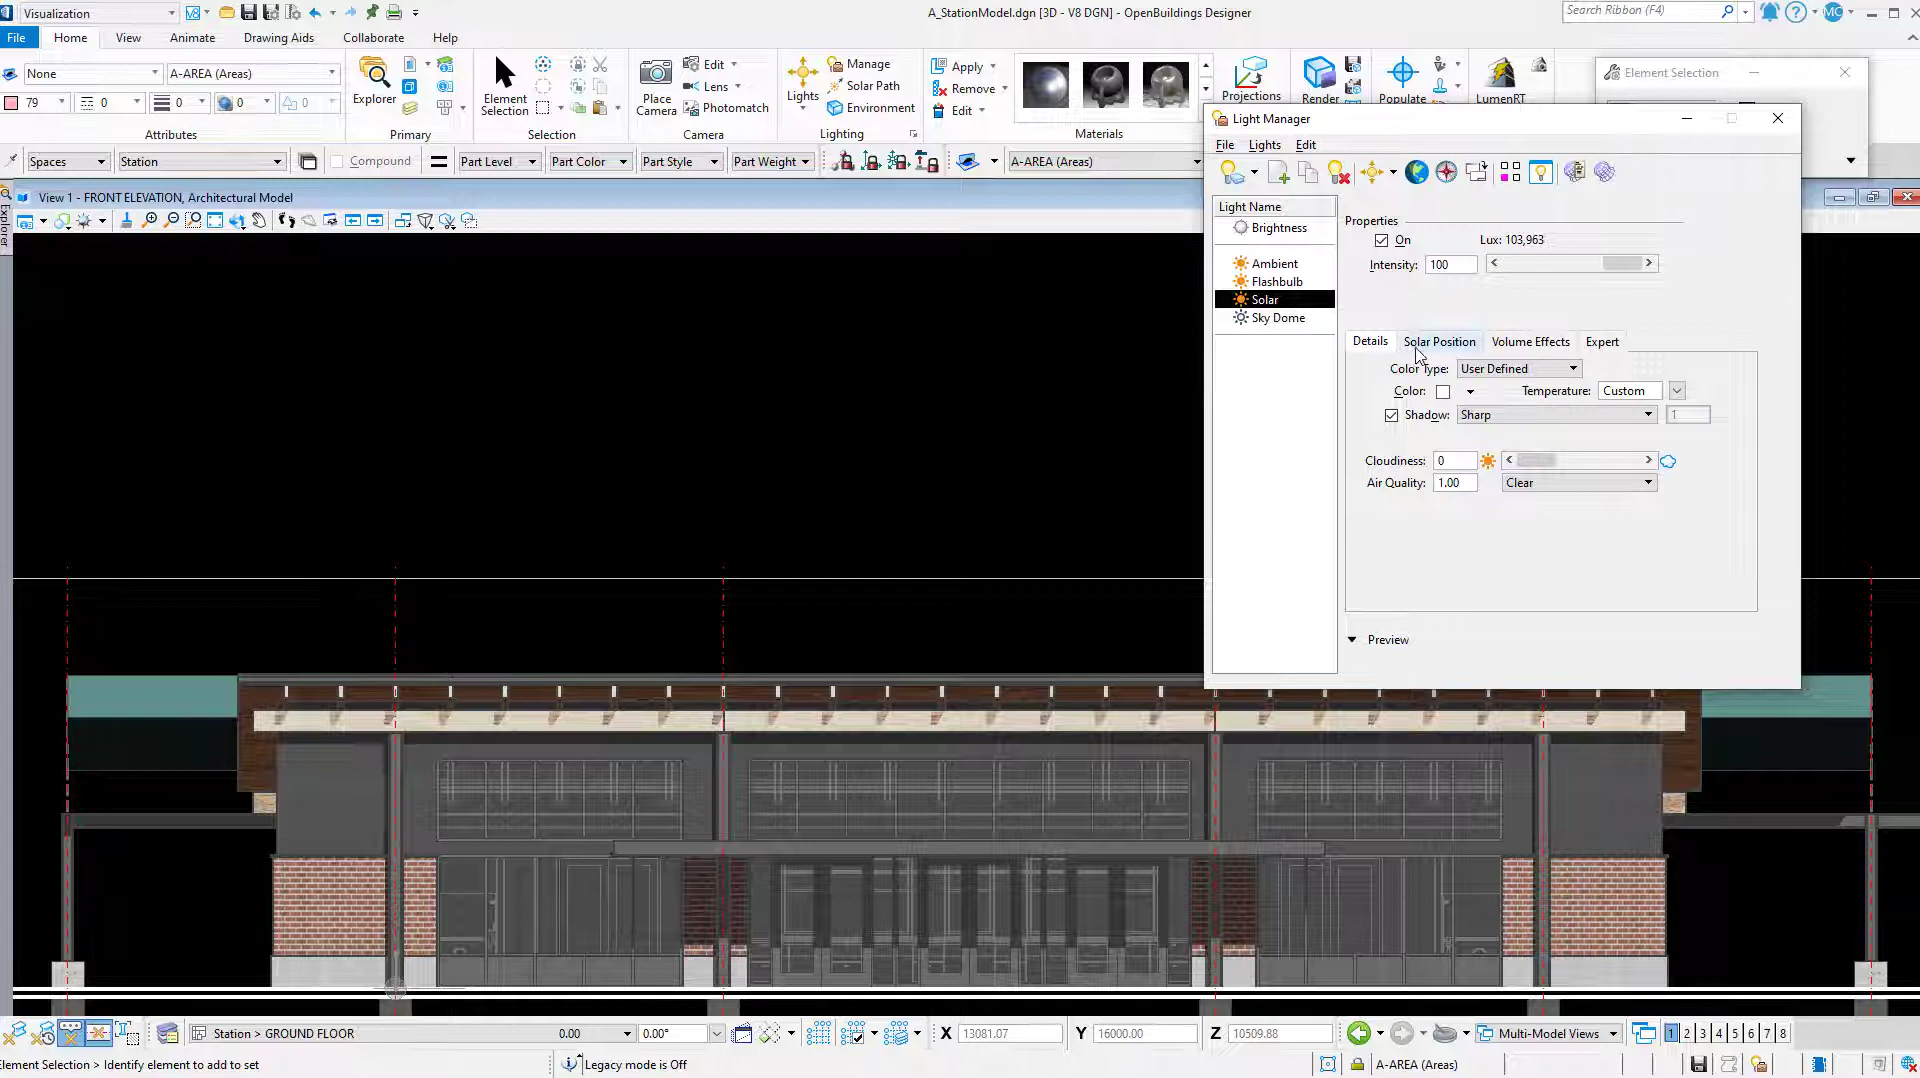 Visualization
A_StationModel.dgn [3D - V8 DGN] - OpenBuildings Designer
Search Ribbon (F4)
MC
File
Home
View
Animate
Drawing Aids
Collaborate
Help
None
A-AREA (Areas)
79
0
0
0
0
Attributes
Explorer
Primary
Element
Selection
Selection
Place
Camera
Edit
Lens
Photomatch
Camera
Lights
Manage
Solar Path
Environment
Lighting
Apply
Remove
Edit
Materials
Projections
Render
Populate
LumenRT
Element Selection
Spaces
Station
Compound
Part Level
Part Color
Part Style
Part Weight
A-AREA (Areas)
Explorer
View 1 - FRONT ELEVATION, Architectural Model
Light Manager
File
Lights
Edit
Light Name
Brightness
Ambient
Flashbulb
Solar
Sky Dome
Properties
On
Lux: 103,963
Intensity:
100
Details
Solar Position
Volume Effects
Expert
Color Type:
User Defined
Color:
Temperature:
Custom
Shadow:
Sharp
1
Cloudiness:
0
Air Quality:
1.00
Clear
Preview
Station > GROUND FLOOR
0.00
0.00°
X
13081.07
Y
16000.00
Z
10509.88
Multi-Model Views
1 2 3 4 5 6 7 8
Element Selection > Identify element to add to set
Legacy mode is Off
A-AREA (Areas)